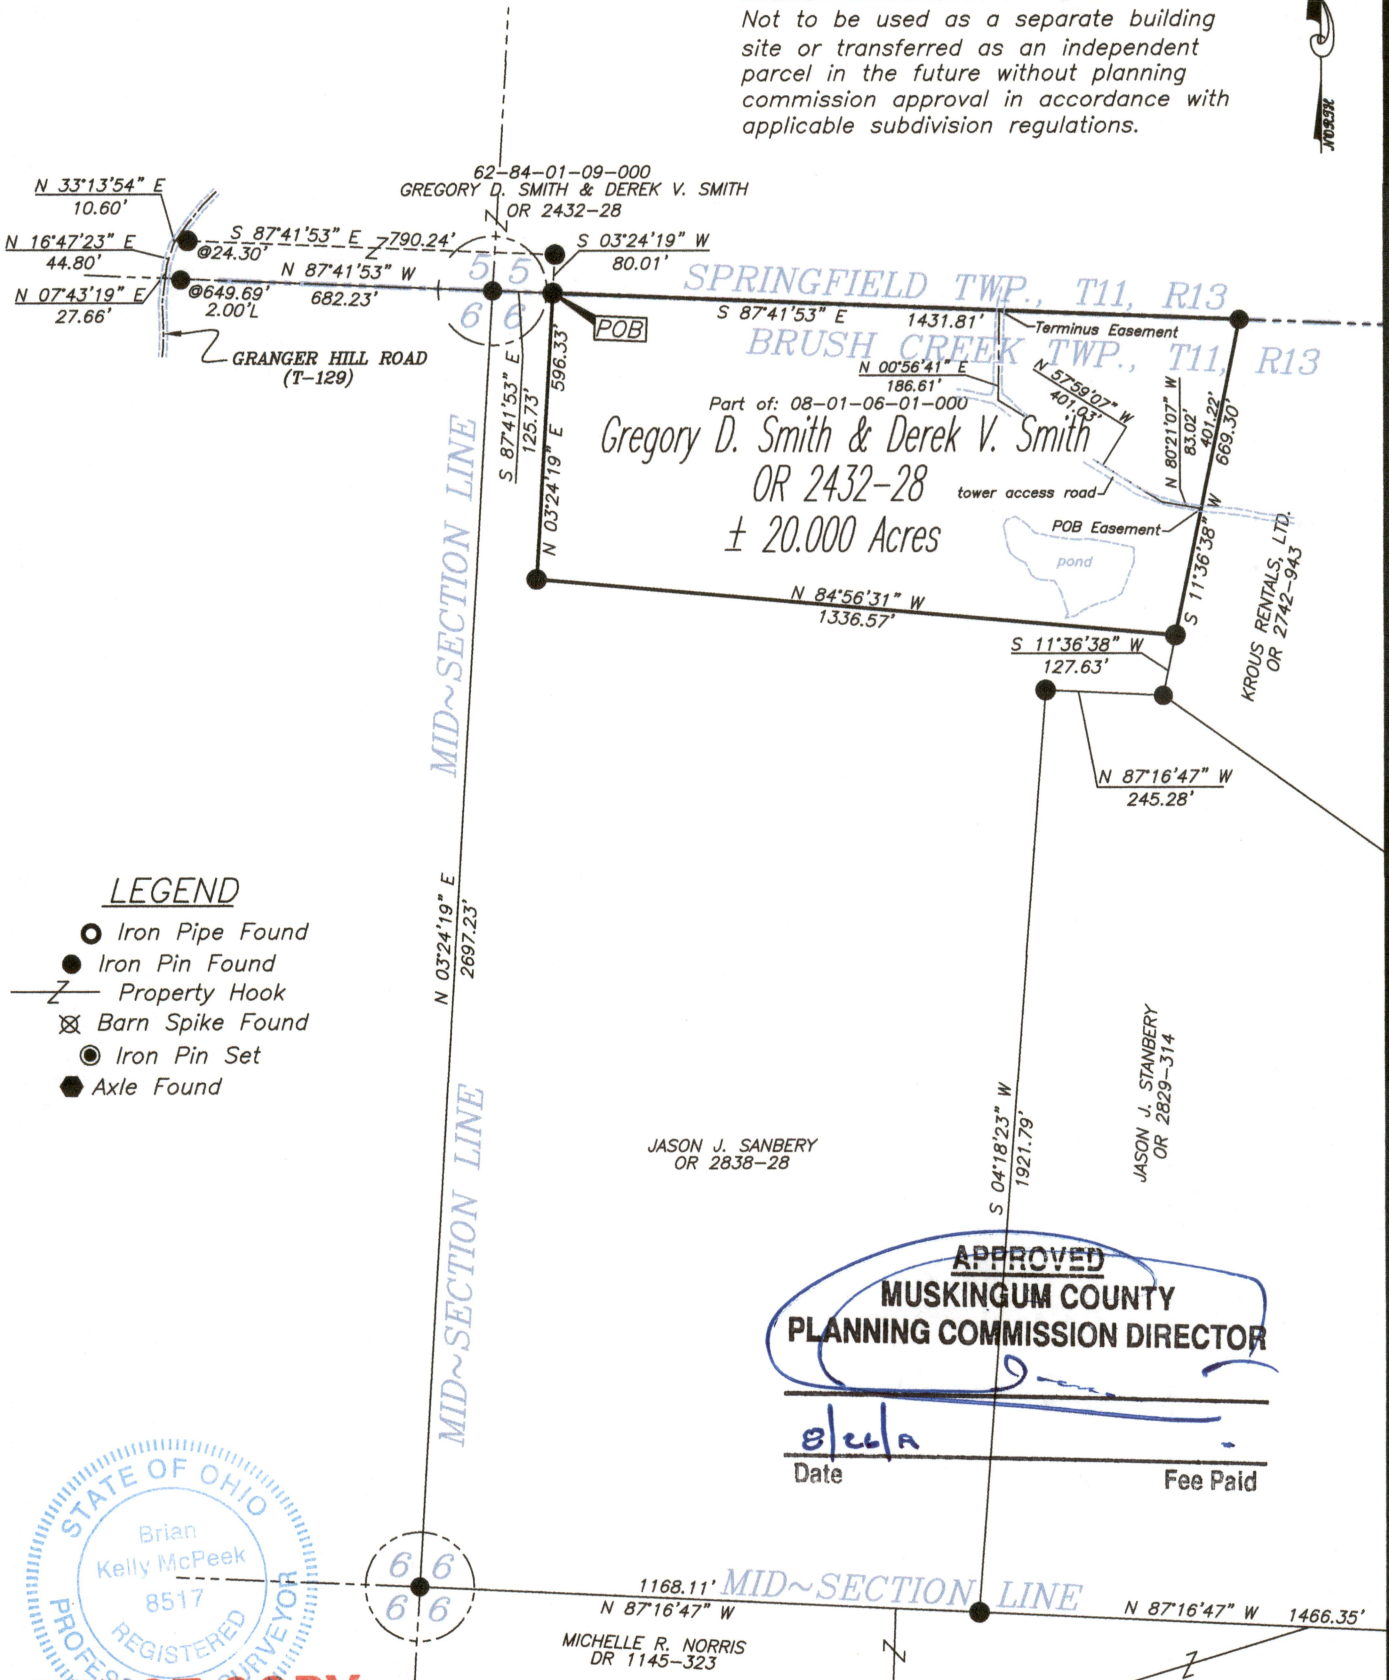 Not to be used as a separate building
site or transferred as an independent
parcel in the future without planning
commission approval in accordance with
applicable subdivision regulations.
NORTH
62-84-01-09-000
GREGORY D. SMITH & DEREK V. SMITH
OR 2432-28
N 33°13'54" E
10.60'
N 16°47'23" E
44.80'
N 07°43'19" E
27.66'
S 87°41'53" E
Z
790.24'
@24.30'
N 87°41'53" W
682.23'
@649.69'
2.00'L
GRANGER HILL ROAD
(T-129)
Z
5 5
6 6
S 03°24'19" W
80.01'
POB
SPRINGFIELD TWP., T11, R13
S 87°41'53" E 1431.81'
Terminus Easement
BRUSH CREEK TWP., T11, R13
S 87°41'53" E
125.73'
N 03°24'19" E 596.33'
N 00°56'41" E
186.61'
N 57°59'07" W
401.03'
N 80°21'07" W
83.02'
401.22'
669.30'
S 11°36'38" W
Part of: 08-01-06-01-000
Gregory D. Smith & Derek V. Smith
OR 2432-28
± 20.000 Acres
tower access road
POB Easement
pond
KROUS RENTALS, LTD.
OR 2742-943
N 84°56'31" W
1336.57'
S 11°36'38" W
127.63'
N 87°16'47" W
245.28'
MID~SECTION LINE
N 03°24'19" E
2697.23'
LEGEND
Iron Pipe Found
Iron Pin Found
Z Property Hook
Barn Spike Found
Iron Pin Set
Axle Found
MID~SECTION LINE
JASON J. SANBERY
OR 2838-28
S 04°18'23" W
1921.79'
JASON J. STANBERY
OR 2829-314
APPROVED
MUSKINGUM COUNTY
PLANNING COMMISSION DIRECTOR
Date
Fee Paid
STATE OF OHIO
Brian
Kelly McPeek
8517
REGISTERED
6 6
6 6
1168.11' MID~SECTION LINE
N 87°16'47" W
N 87°16'47" W 1466.35'
MICHELLE R. NORRIS
DR 1145-323
Z
Z